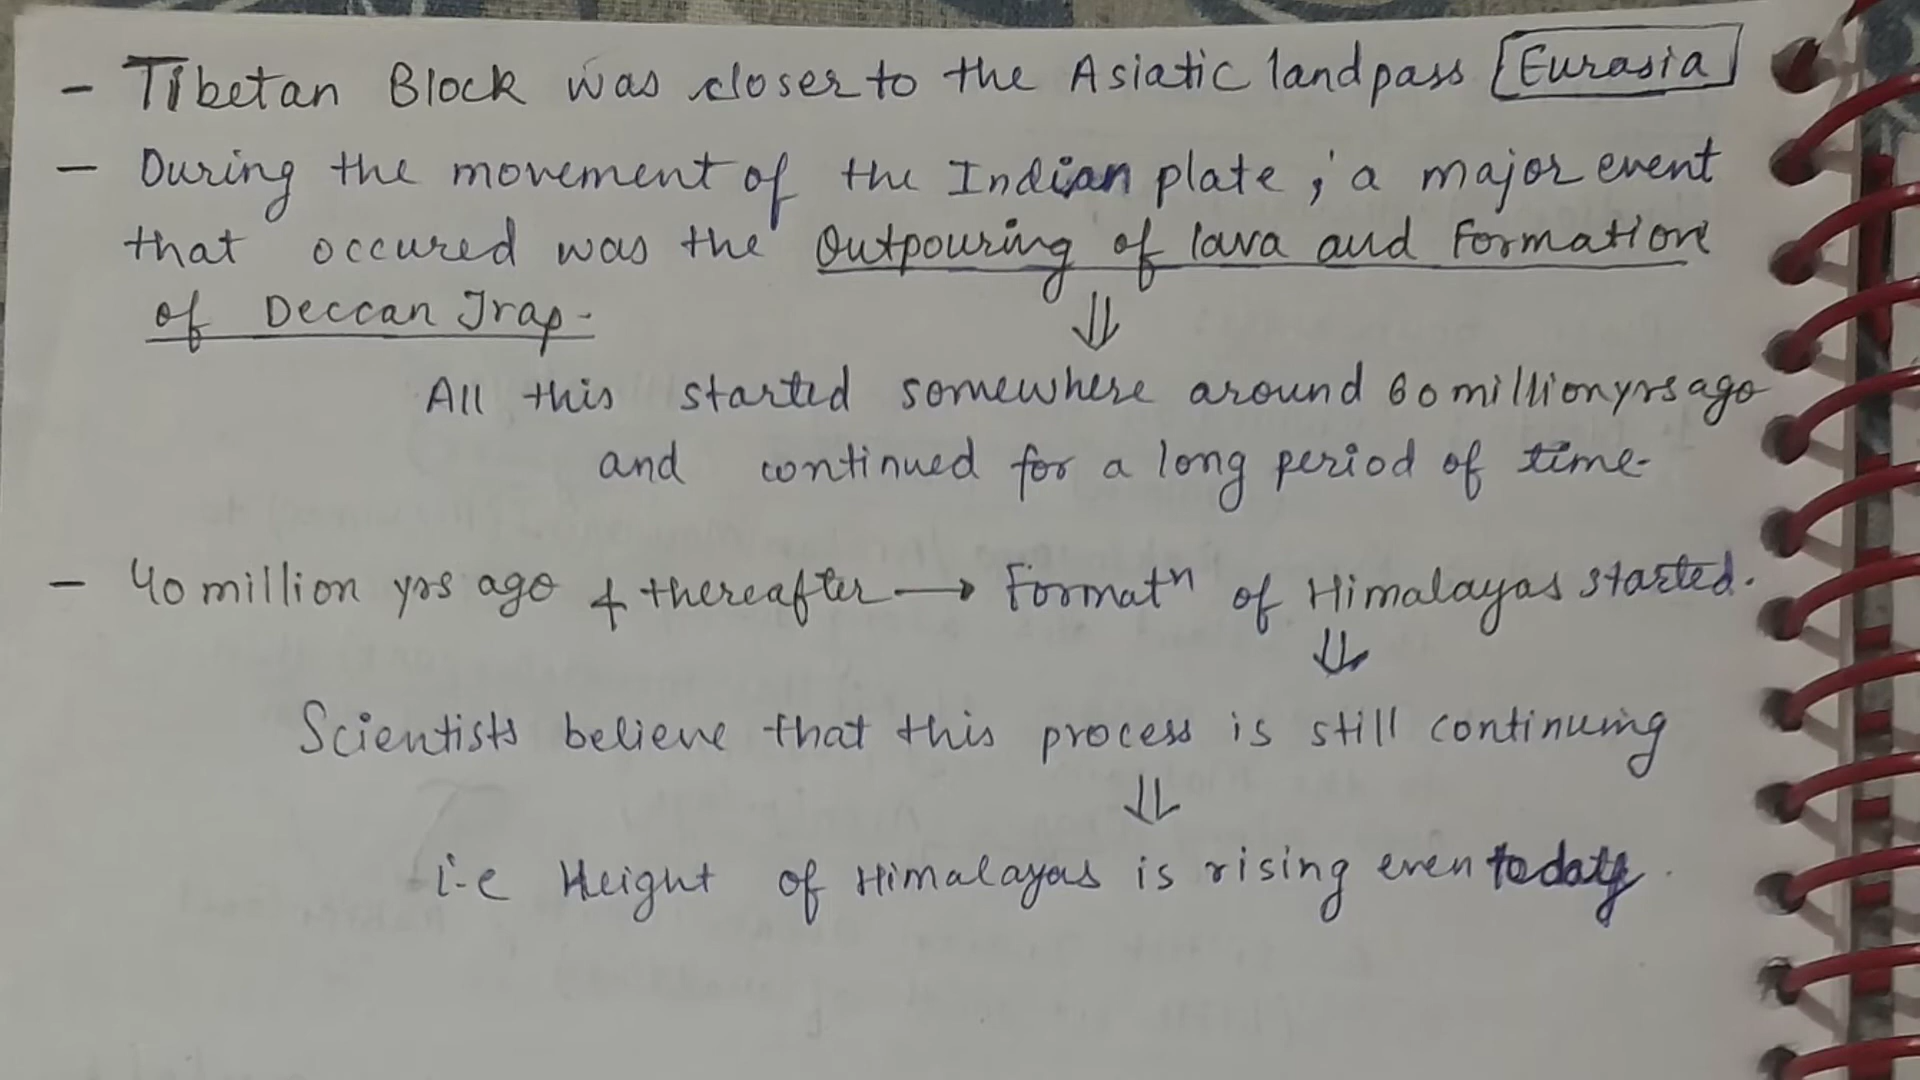 - Tibetan Block was closer to the Asiatic landpass [Eurasia]
- During the movement of the Indian plate, a major event
that occured was the Outpouring of lava and Formation
of Deccan Trap.
⇓
All this started somewhere around 60 million yrs ago
and continued for a long period of time.
- 40 million yrs ago & thereafter → Formatⁿ of Himalayas started.
⇓
Scientists believe that this process is still continuing
⇓
i.e Height of Himalayas is rising even today.